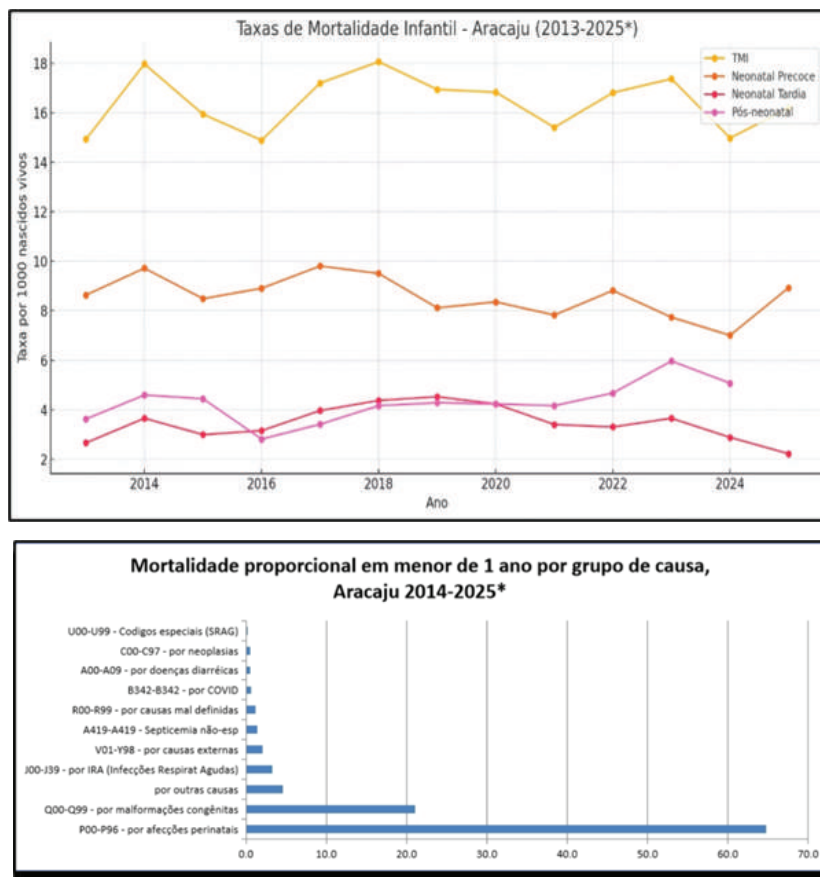 Taxas de Mortalidade Infantil - Aracaju (2013-2025*)
TMI
Neonatal Precoce
Neonatal Tardia
Pós-neonatal
18
16
14
12
10
8
6
4
2
Taxa por 1000 nascidos vivos
2014 2016 2018 2020 2022 2024
Ano
Mortalidade proporcional em menor de 1 ano por grupo de causa,
Aracaju 2014-2025*
U00-U99 - Codigos especiais (SRAG)
C00-C97 - por neoplasias
A00-A09 - por doenças diarréicas
B342-B342 - por COVID
R00-R99 - por causas mal definidas
A419-A419 - Septicemia não-esp
V01-Y98 - por causas externas
J00-J39 - por IRA (Infecções Respirat Agudas)
por outras causas
Q00-Q99 - por malformações congênitas
P00-P96 - por afecções perinatais
0.0 10.0 20.0 30.0 40.0 50.0 60.0 70.0